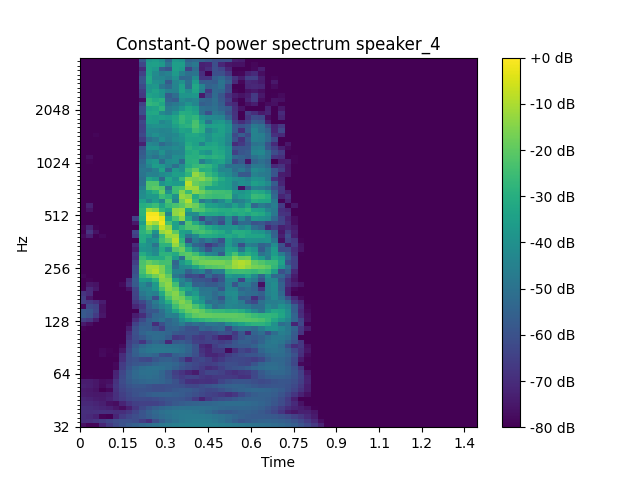 Constant-Q power spectrum speaker_4
+0 dB
-10 dB
-20 dB
-30 dB
-40 dB
-50 dB
-60 dB
-70 dB
-80 dB
Hz
2048
1024
512
256
128
64
32
0 0.15 0.3 0.45 0.6 0.75 0.9 1.1 1.2 1.4
Time